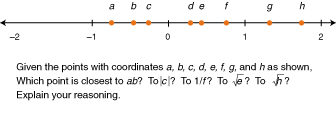 a b c d e f g h
−2 −1 0 1 2
Given the points with coordinates a, b, c, d, e, f, g, and h as shown,
Which point is closest to ab? To |c|? To 1/f? To √e? To √h?
Explain your reasoning.